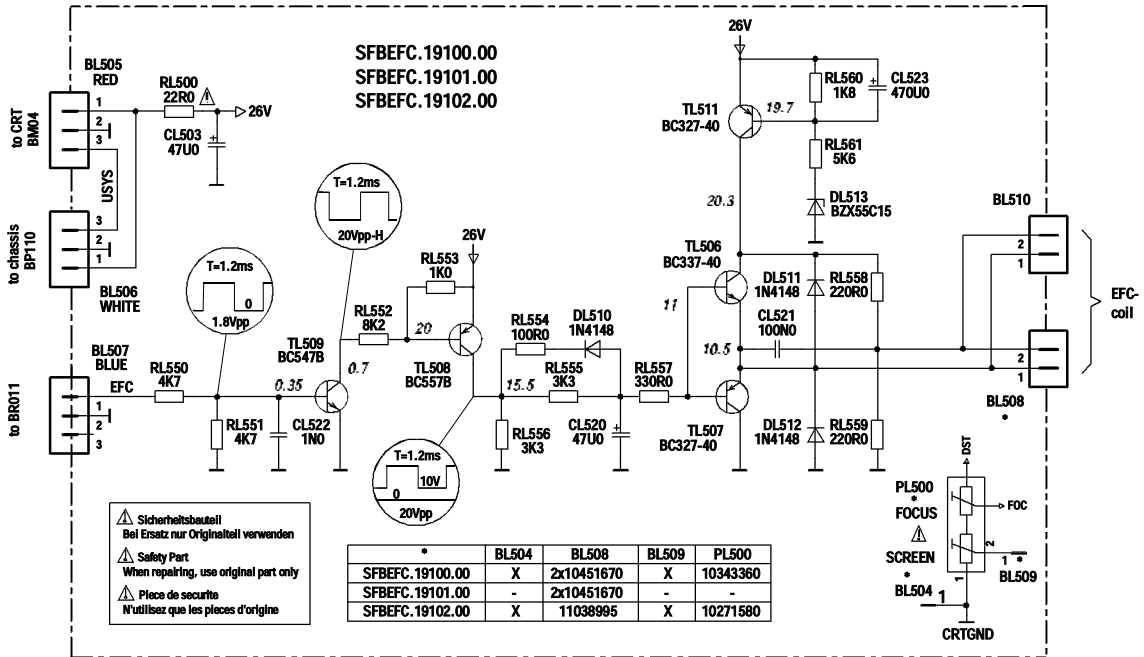 SFBEFC.19100.00
SFBEFC.19101.00
SFBEFC.19102.00
BL505
RED
to CRT
BM04
1
2
3
RL500
22R0
26V
CL503
47U0
USYS
to chassis
BP110
3
2
1
BL506
WHITE
T=1.2ms
0
1.8Vpp
T=1.2ms
20Vpp-H
BL507
BLUE
EFC
to BR011
1
2
3
RL550
4K7
RL551
4K7
CL522
1N0
0.35
TL509
BC547B
0.7
RL552
8K2
RL553
1K0
26V
20
TL508
BC557B
15.5
RL554
100R0
DL510
1N4148
RL555
3K3
RL556
3K3
CL520
47U0
RL557
330R0
T=1.2ms
10V
0
20Vpp
26V
TL511
BC327-40
19.7
RL560
1K8
CL523
470U0
RL561
5K6
DL513
BZX55C15
20.3
TL506
BC337-40
11
10.5
TL507
BC327-40
DL511
1N4148
RL558
220R0
CL521
100N0
DL512
1N4148
RL559
220R0
BL510
2
1
EFC-
coil
2
1
BL508
*
DST
PL500
*
FOCUS
FOC
SCREEN
*
2
1
BL509
BL504
1
1
CRTGND
Sicherheitsbauteil
Bei Ersatz nur Originalteil verwenden
Safety Part
When repairing, use original part only
Piece de securite
N'utilisez que les pieces d'origine
* BL504 BL508 BL509 PL500
SFBEFC.19100.00 X 2x10451670 X 10343360
SFBEFC.19101.00 - 2x10451670 - -
SFBEFC.19102.00 X 11038995 X 10271580